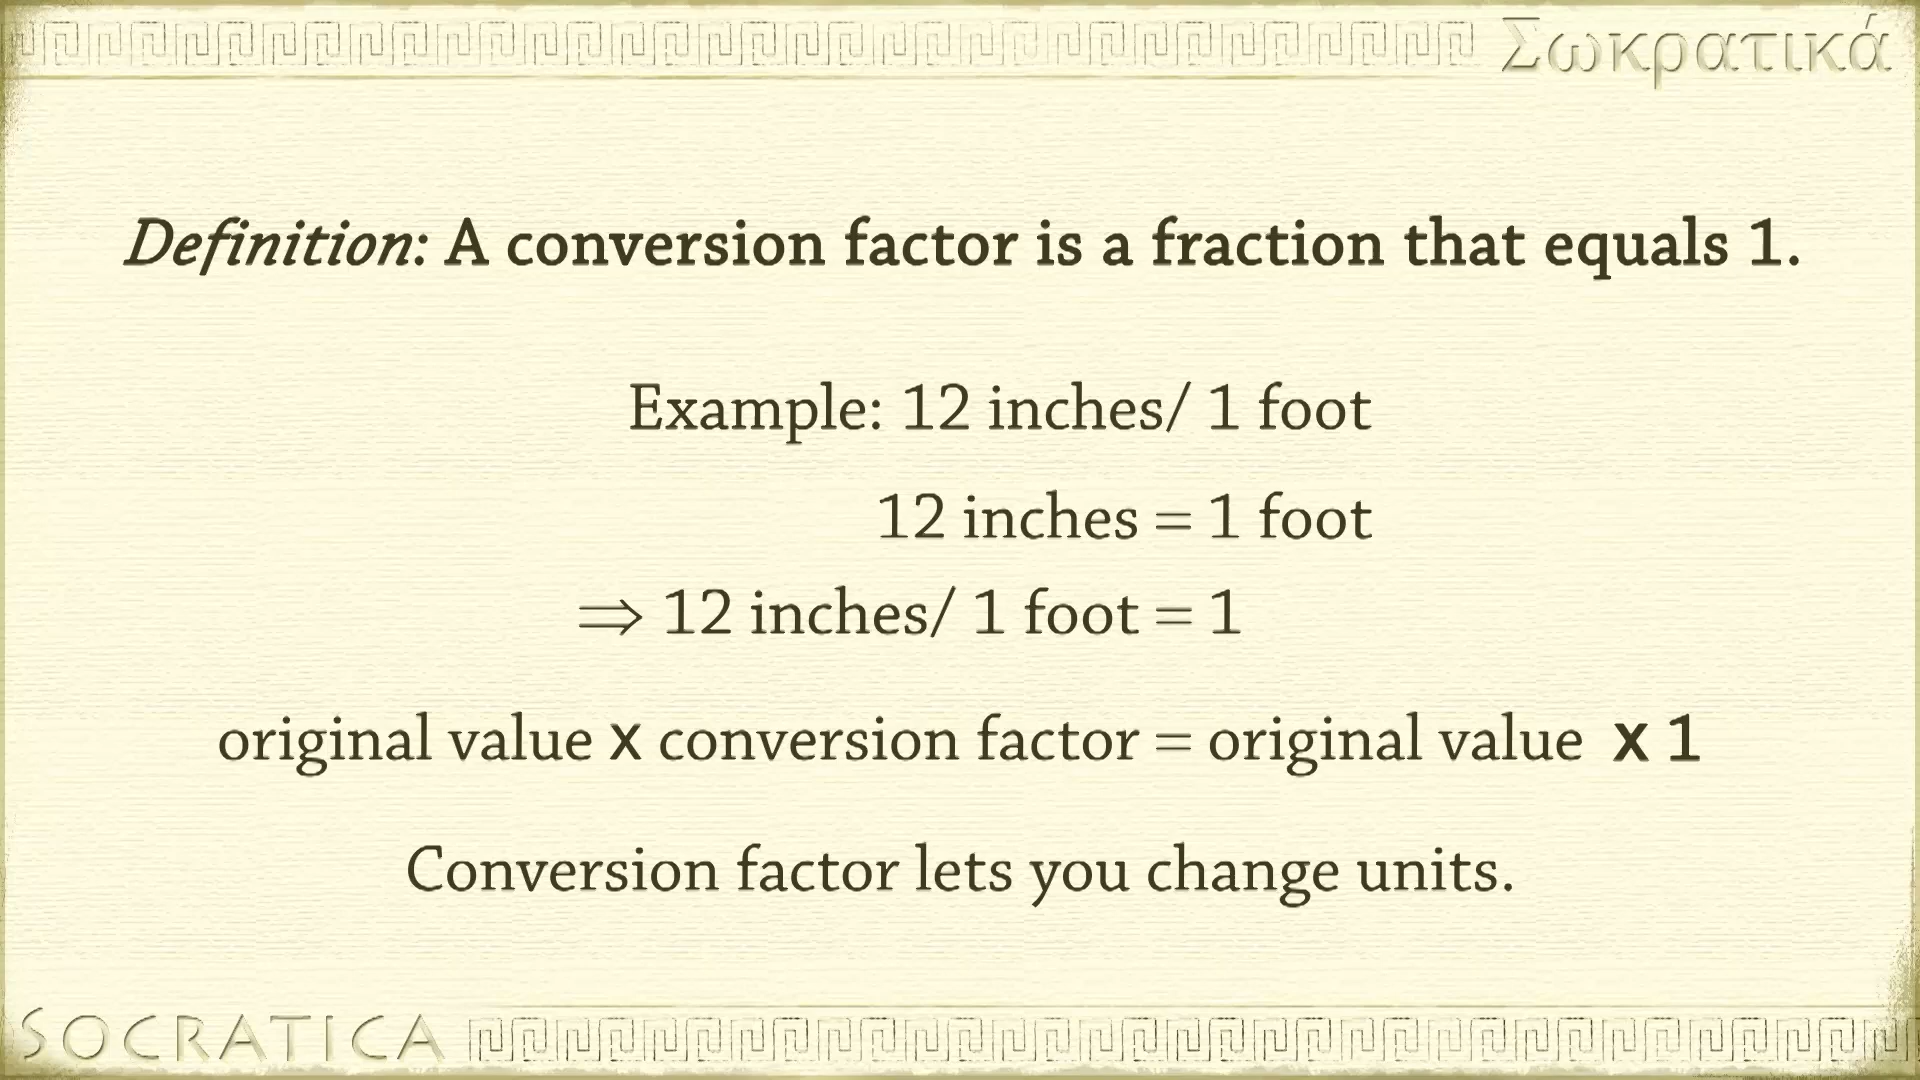 Σωκρατικά
Definition: A conversion factor is a fraction that equals 1.
Example: 12 inches/ 1 foot
12 inches = 1 foot
⇒ 12 inches/ 1 foot = 1
original value x conversion factor = original value x 1
Conversion factor lets you change units.
SOCRATICA